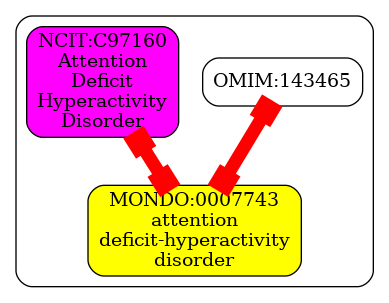 NCIT:C97160
Attention
Deficit
Hyperactivity
Disorder
OMIM:143465
MONDO:0007743
attention
deficit-hyperactivity
disorder